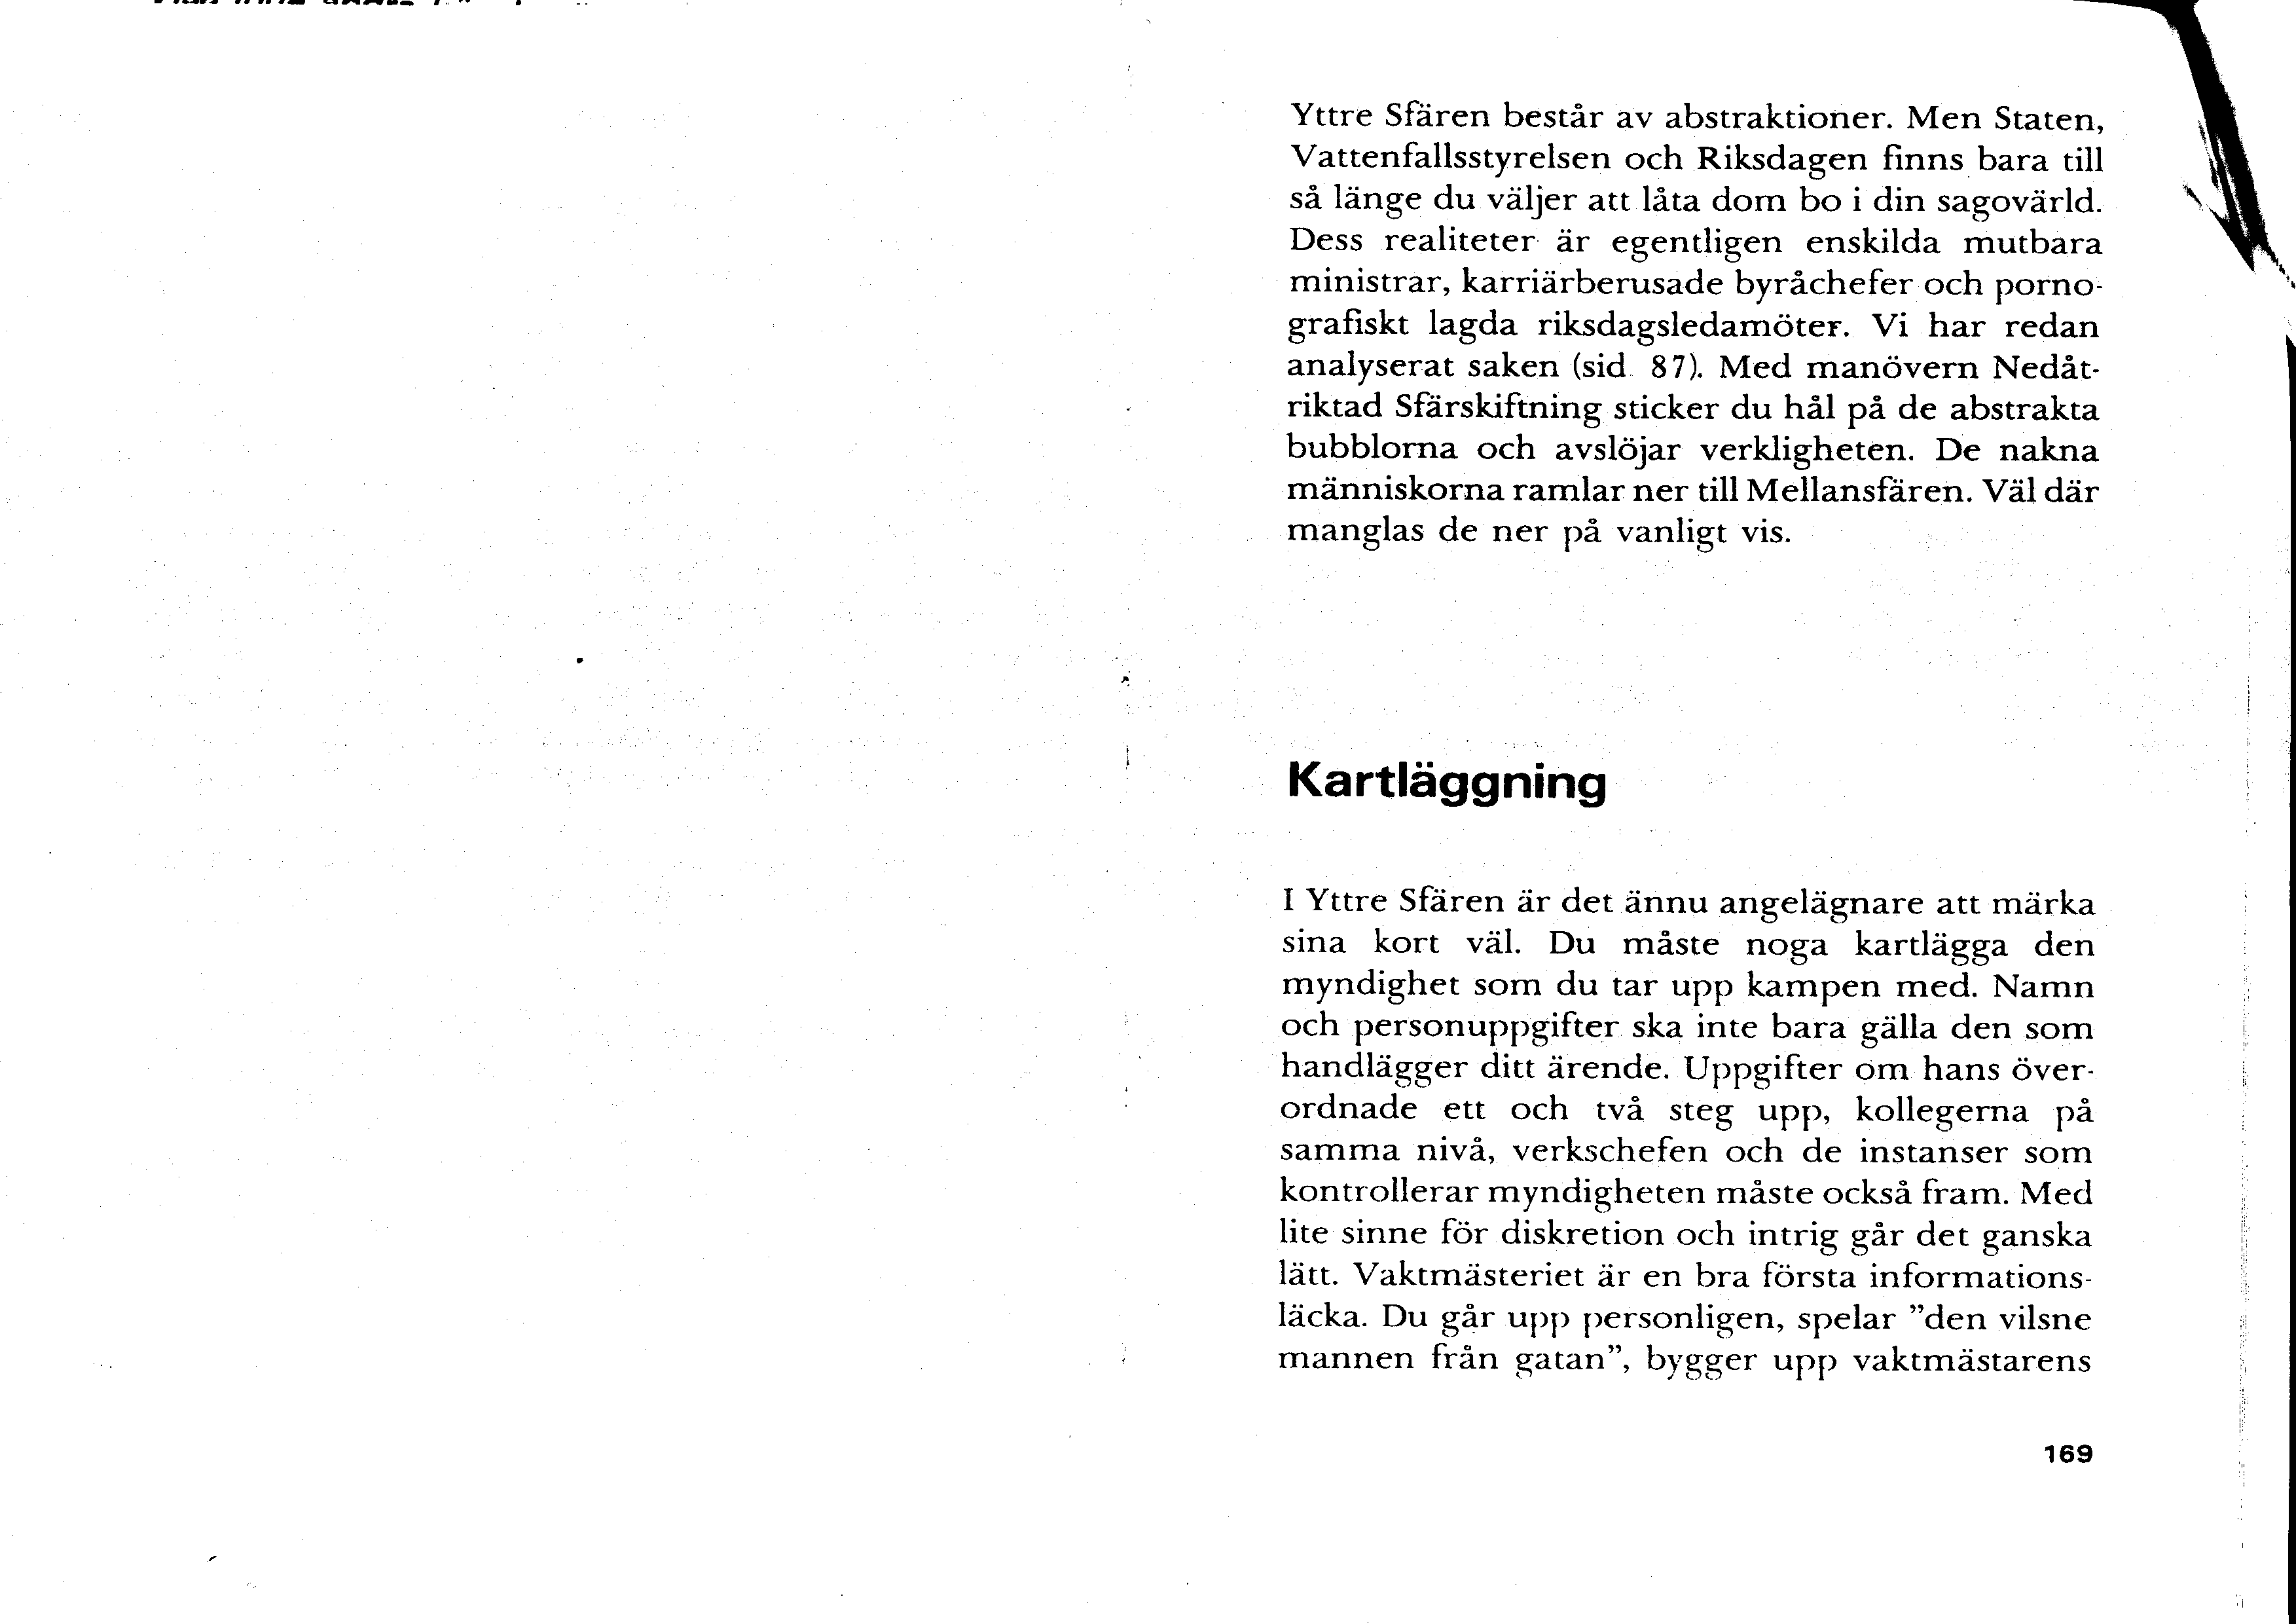 Yttre Sfären består av abstraktioner. Men Staten,
Vattenfallsstyrelsen och Riksdagen finns bara till
så länge du väljer att låta dom bo i din sagovärld.
Dess realiteter är egentligen enskilda mutbara
ministrar, karriärberusade byråchefer och porno-
grafiskt lagda riksdagsledamöter. Vi har redan
analyserat saken (sid 87). Med manövern Nedåt-
riktad Sfärskiftning sticker du hål på de abstrakta
bubblorna och avslöjar verkligheten. De nakna
människorna ramlar ner till Mellansfären. Väl där
manglas de ner på vanligt vis.
Kartläggning
I Yttre Sfären är det ännu angelägnare att märka
sina kort väl. Du måste noga kartlägga den
myndighet som du tar upp kampen med. Namn
och personuppgifter ska inte bara gälla den som
handlägger ditt ärende. Uppgifter om hans över-
ordnade ett och två steg upp, kollegerna på
samma nivå, verkschefen och de instanser som
kontrollerar myndigheten måste också fram. Med
lite sinne för diskretion och intrig går det ganska
lätt. Vaktmästeriet är en bra första informations-
läcka. Du går upp personligen, spelar ”den vilsne
mannen från gatan”, bygger upp vaktmästarens
169